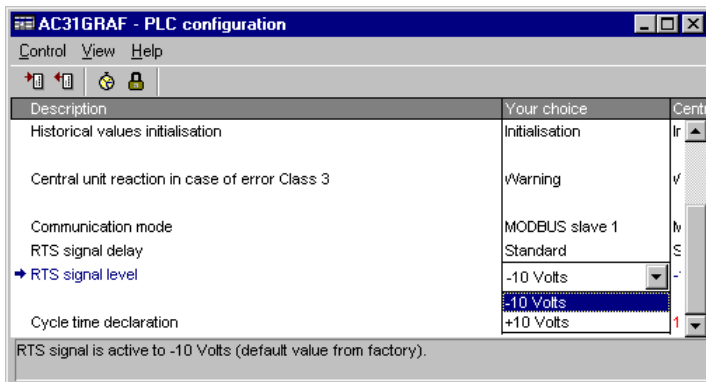 AC31GRAF - PLC configuration
Control View Help
Description Your choice Centr
Historical values initialisation Initialisation Ir
Central unit reaction in case of error Class 3 Warning
Communication mode MODBUS slave 1
RTS signal delay Standard S
RTS signal level -10 Volts
-10 Volts
Cycle time declaration +10 Volts 1
RTS signal is active to -10 Volts (default value from factory).